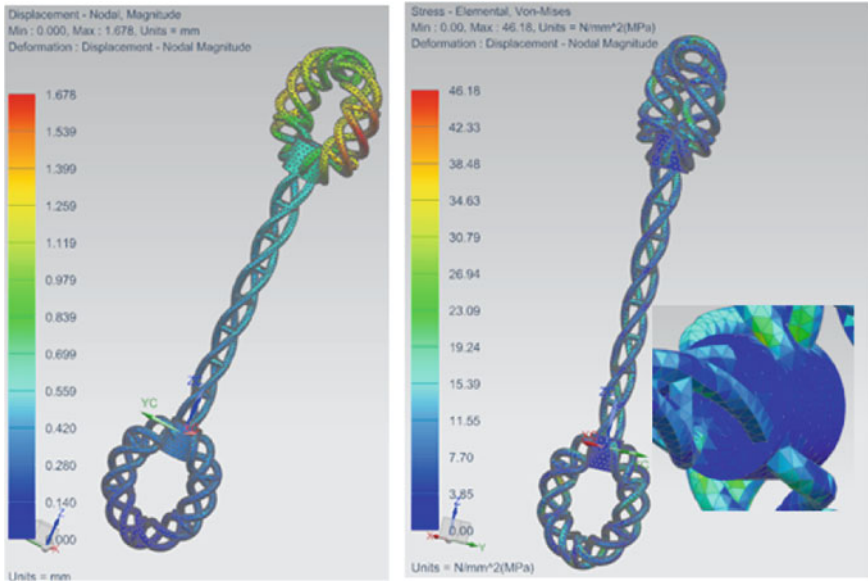 Displacement - Nodal, Magnitude
Min : 0.000, Max : 1.678, Units = mm
Deformation : Displacement - Nodal Magnitude
1.678
1.539
1.399
1.259
1.119
0.979
0.839
0.699
0.559
0.420
0.280
0.140
0.000
YC
Z
X
Units = mm
Stress - Elemental, Von-Mises
Min : 0.00, Max : 46.18, Units = N/mm^2(MPa)
Deformation : Displacement - Nodal Magnitude
46.18
42.33
38.48
34.63
30.79
26.94
23.09
19.24
15.39
11.55
7.70
3.85
0.00
Z
X
Y
Units = N/mm^2(MPa)